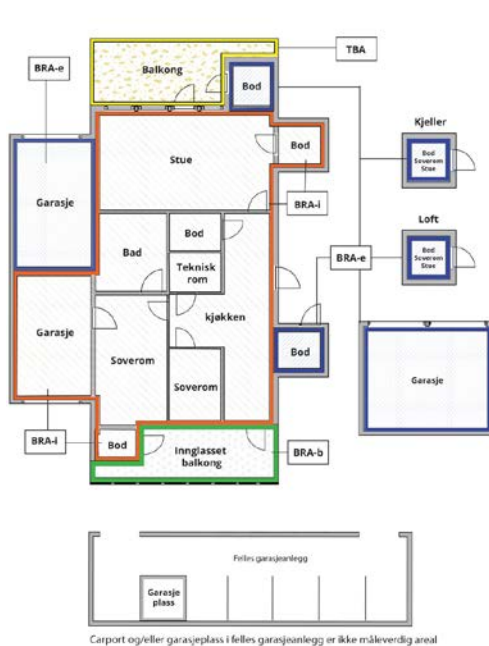 TBA
BRA-e
Balkong
Bod
Kjeller
Bod
Soverom
Stue
Stue
Bod
BRA-i
Garasje
Loft
Bod
Soverom
Stue
Bad
Bod
BRA-e
Teknisk
rom
Garasje
kjøkken
Soverom
Bod
Garasje
Soverom
BRA-i
Bod
Innglasset
balkong
BRA-b
Felles garasjeanlegg
Garasje
plass
Carport og/eller garasjeplass i felles garasjeanlegg er ikke måleverdig areal